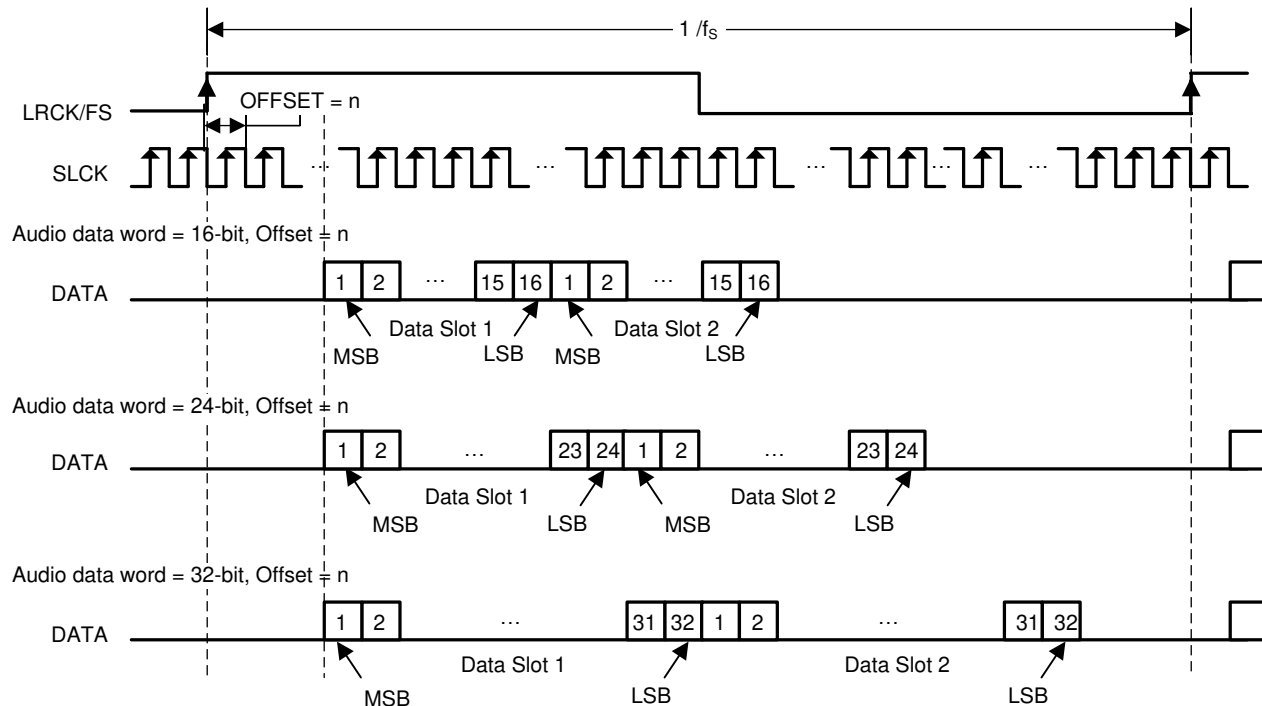 1 /fS
LRCK/FS
OFFSET = n
SLCK
... ... ... ... ...
Audio data word = 16-bit, Offset = n
DATA
1 2 ... 15 16 1 2 ... 15 16
Data Slot 1 Data Slot 2
MSB LSB MSB LSB
Audio data word = 24-bit, Offset = n
DATA
1 2 ... 23 24 1 2 ... 23 24
Data Slot 1 Data Slot 2
MSB LSB MSB LSB
Audio data word = 32-bit, Offset = n
DATA
1 2 ... 31 32 1 2 ... 31 32
Data Slot 1 Data Slot 2
MSB LSB LSB